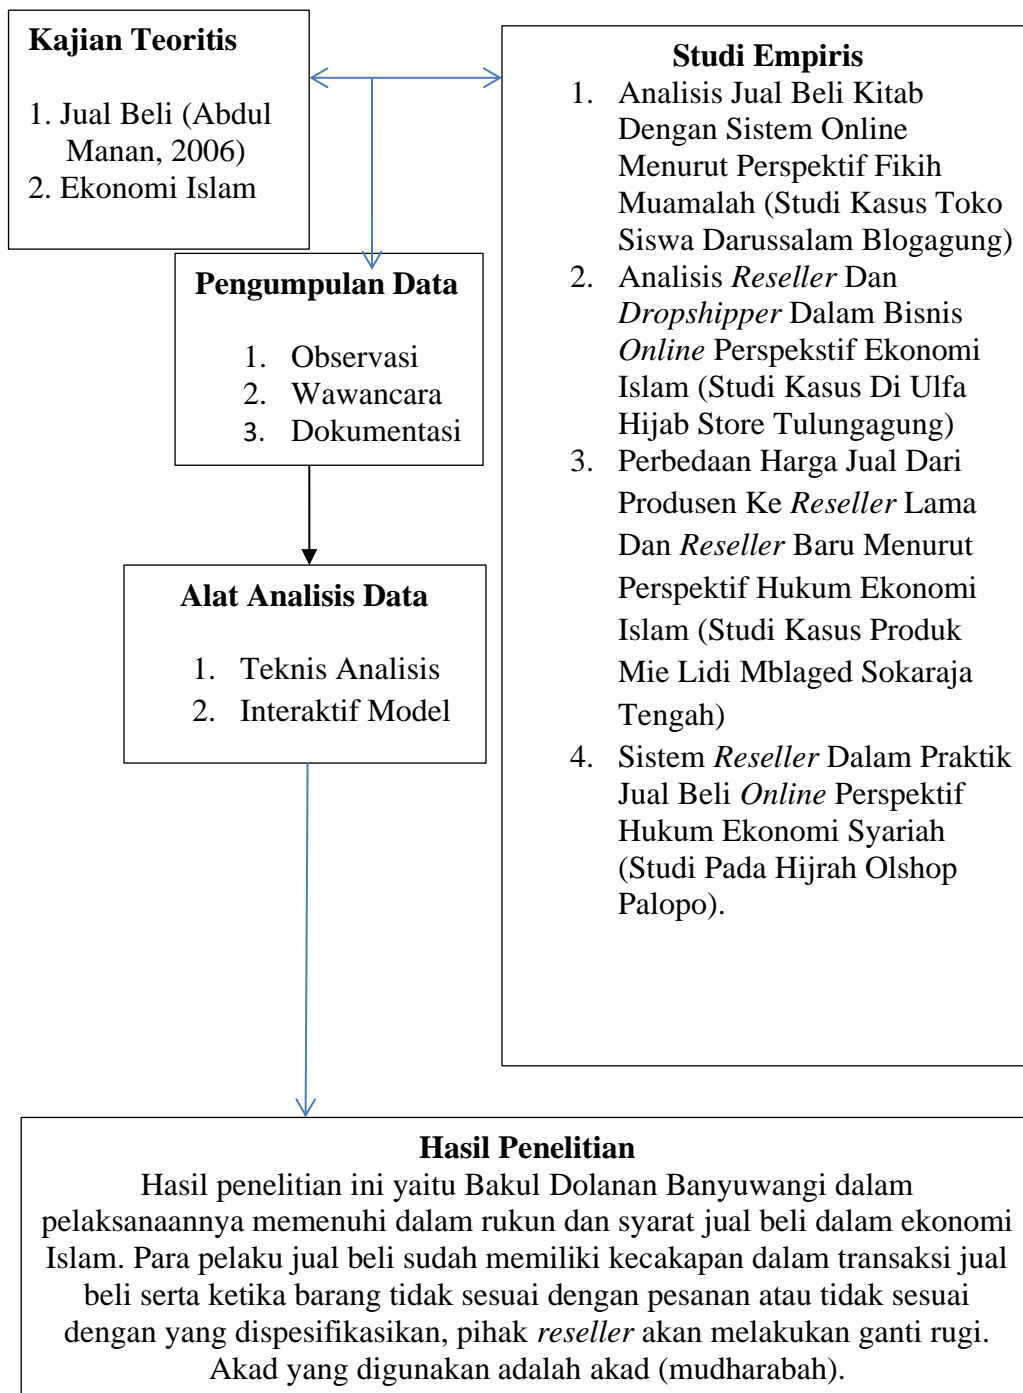 Kajian Teoritis
1. Jual Beli (Abdul
Manan, 2006)
2. Ekonomi Islam
Studi Empiris
1. Analisis Jual Beli Kitab
Dengan Sistem Online
Menurut Perspektif Fikih
Muamalah (Studi Kasus Toko
Siswa Darussalam Blogagung)
2. Analisis Reseller Dan
Dropshipper Dalam Bisnis
Online Perspekstif Ekonomi
Islam (Studi Kasus Di Ulfa
Hijab Store Tulungagung)
3. Perbedaan Harga Jual Dari
Produsen Ke Reseller Lama
Dan Reseller Baru Menurut
Perspektif Hukum Ekonomi
Islam (Studi Kasus Produk
Mie Lidi Mblaged Sokaraja
Tengah)
4. Sistem Reseller Dalam Praktik
Jual Beli Online Perspektif
Hukum Ekonomi Syariah
(Studi Pada Hijrah Olshop
Palopo).
Pengumpulan Data
1. Observasi
2. Wawancara
3. Dokumentasi
Alat Analisis Data
1. Teknis Analisis
2. Interaktif Model
Hasil Penelitian
Hasil penelitian ini yaitu Bakul Dolanan Banyuwangi dalam
pelaksanaannya memenuhi dalam rukun dan syarat jual beli dalam ekonomi
Islam. Para pelaku jual beli sudah memiliki kecakapan dalam transaksi jual
beli serta ketika barang tidak sesuai dengan pesanan atau tidak sesuai
dengan yang dispesifikasikan, pihak reseller akan melakukan ganti rugi.
Akad yang digunakan adalah akad (mudharabah).